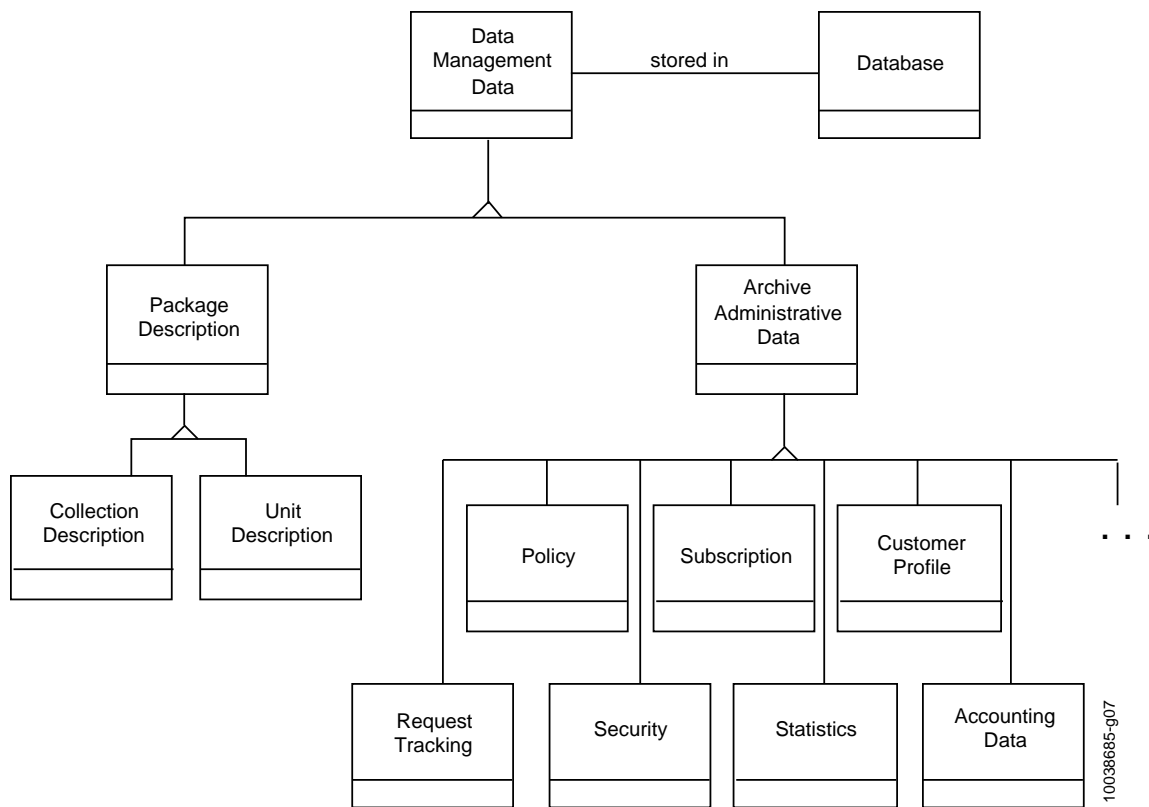 Data
Management
Data
stored in
Database
Package
Description
Archive
Administrative
Data
Collection
Description
Unit
Description
Policy
Subscription
Customer
Profile
. . .
Request
Tracking
Security
Statistics
Accounting
Data
10038685-g07